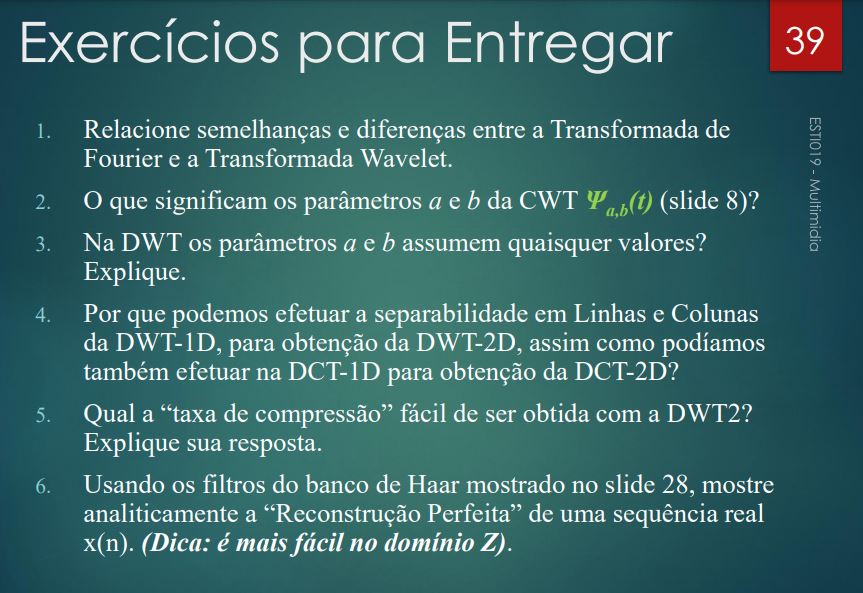 Exercícios para Entregar
39
1. Relacione semelhanças e diferenças entre a Transformada de
Fourier e a Transformada Wavelet.
2. O que significam os parâmetros a e b da CWT Ψa,b(t) (slide 8)?
3. Na DWT os parâmetros a e b assumem quaisquer valores?
Explique.
4. Por que podemos efetuar a separabilidade em Linhas e Colunas
da DWT-1D, para obtenção da DWT-2D, assim como podíamos
também efetuar na DCT-1D para obtenção da DCT-2D?
5. Qual a “taxa de compressão” fácil de ser obtida com a DWT2?
Explique sua resposta.
6. Usando os filtros do banco de Haar mostrado no slide 28, mostre
analiticamente a “Reconstrução Perfeita” de uma sequência real
x(n). (Dica: é mais fácil no domínio Z).
ESTI019 - Multimidia